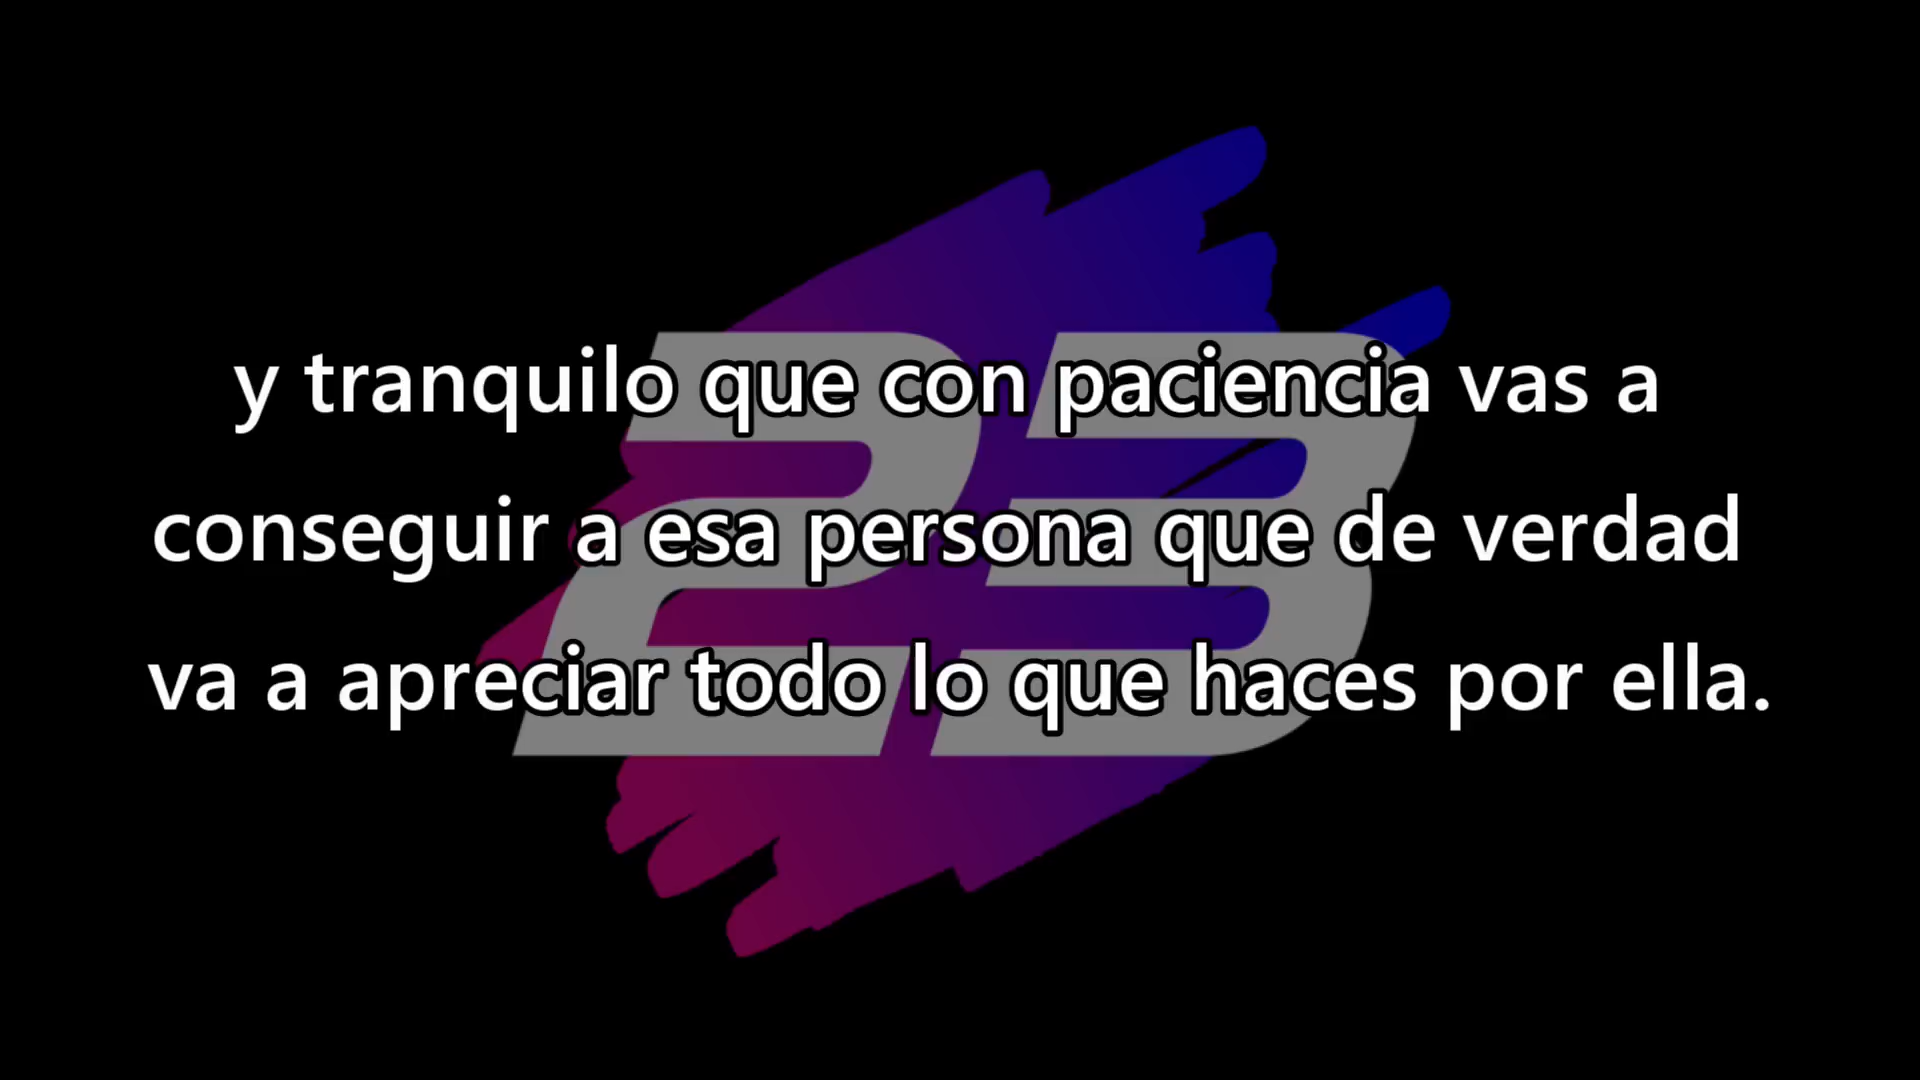 23
y tranquilo que con paciencia vas a
conseguir a esa persona que de verdad
va a apreciar todo lo que haces por ella.